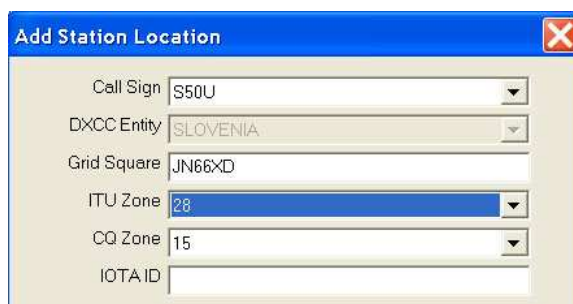 Add Station Location
Call Sign S50U
DXCC Entity SLOVENIA
Grid Square JN66XD
ITU Zone 28
CQ Zone 15
IOTA ID